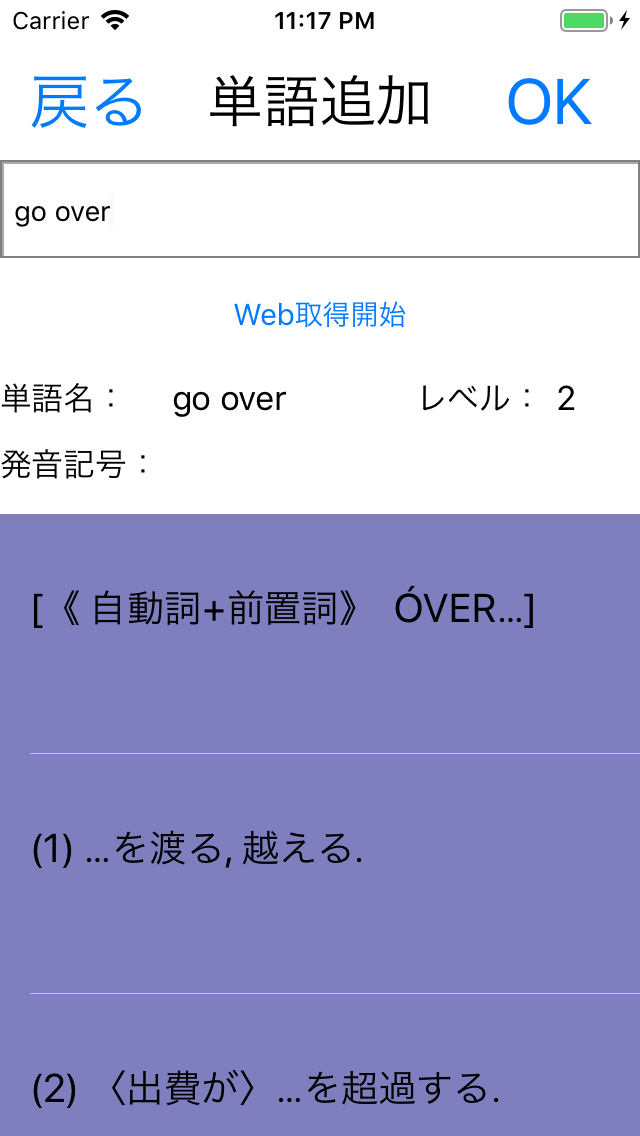 Carrier 11:17 PM
戻る 単語追加 OK
go over
Web取得開始
単語名： go over レベル： 2
発音記号：
[《 自動詞+前置詞》 ÓVER...]
(1) ...を渡る, 越える.
(2) 〈出費が〉...を超過する.